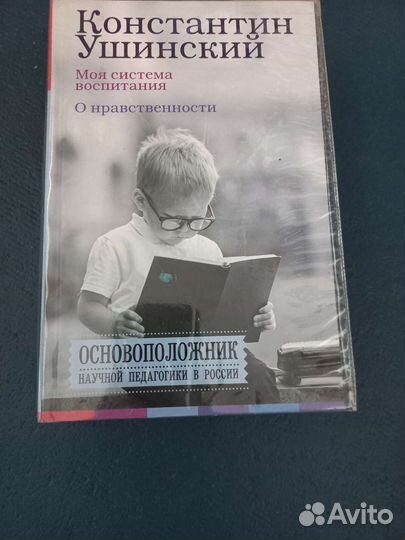 Константин
Ушинский
Моя система
воспитания
О нравственности
ОСНОВОПОЛОЖНИК
НАУЧНОЙ ПЕДАГОГИКИ В РОССИИ
Avito